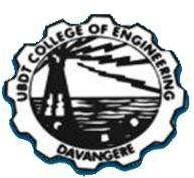 UBDT COLLEGE OF ENGINEERING
DAVANGERE